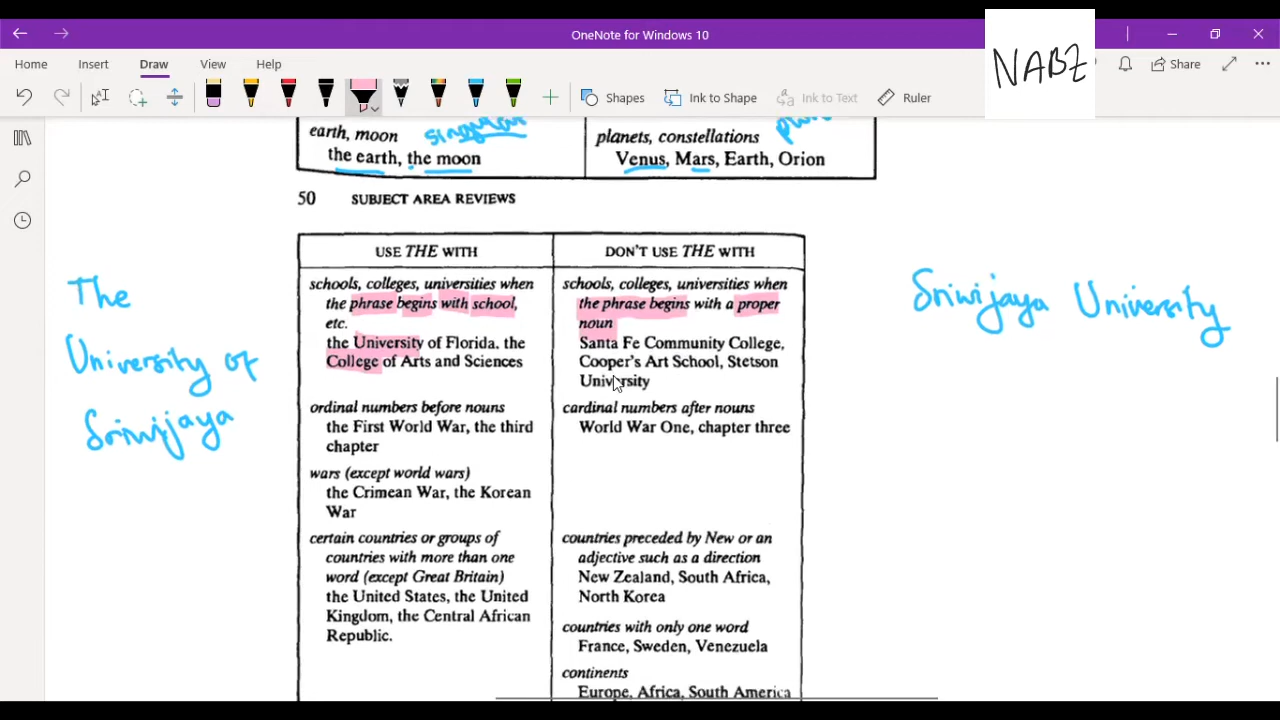 OneNote for Windows 10
NABZ
Home Insert Draw View Help
Share
Shapes Ink to Shape Ink to Text Ruler
earth, moon singular
the earth, the moon
planets, constellations
Venus, Mars, Earth, Orion
50 SUBJECT AREA REVIEWS
USE THE WITH
schools, colleges, universities when
the phrase begins with school,
etc.
the University of Florida, the
College of Arts and Sciences
ordinal numbers before nouns
the First World War, the third
chapter
wars (except world wars)
the Crimean War, the Korean
War
certain countries or groups of
countries with more than one
word (except Great Britain)
the United States, the United
Kingdom, the Central African
Republic.
DON'T USE THE WITH
schools, colleges, universities when
the phrase begins with a proper
noun
Santa Fe Community College,
Cooper's Art School, Stetson
University
cardinal numbers after nouns
World War One, chapter three
countries preceded by New or an
adjective such as a direction
New Zealand, South Africa,
North Korea
countries with only one word
France, Sweden, Venezuela
continents
Europe, Africa, South America
The
University of
Sriwijaya
Sriwijaya University